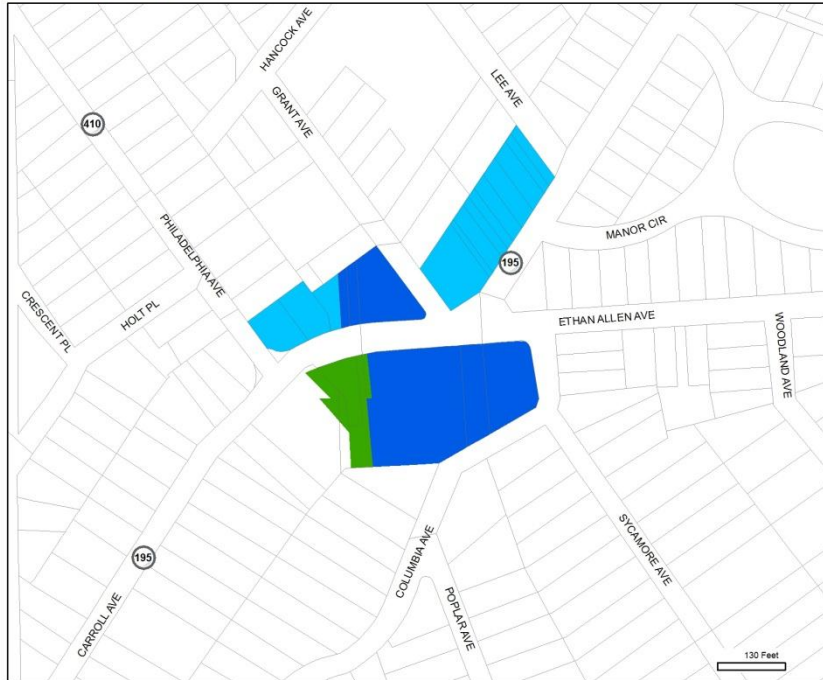 HANCOCK AVE
LEE AVE
GRANT AVE
410
PHILADELPHIA AVE
MANOR CIR
195
CRESCENT PL
HOLT PL
ETHAN ALLEN AVE
WOODLAND AVE
195
COLUMBIA AVE
SYCAMORE AVE
CARROLL AVE
POPLAR AVE
130 Feet